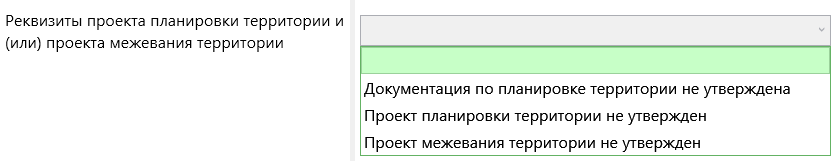 Реквизиты проекта планировки территории и
(или) проекта межевания территории
Документация по планировке территории не утверждена
Проект планировки территории не утвержден
Проект межевания территории не утвержден